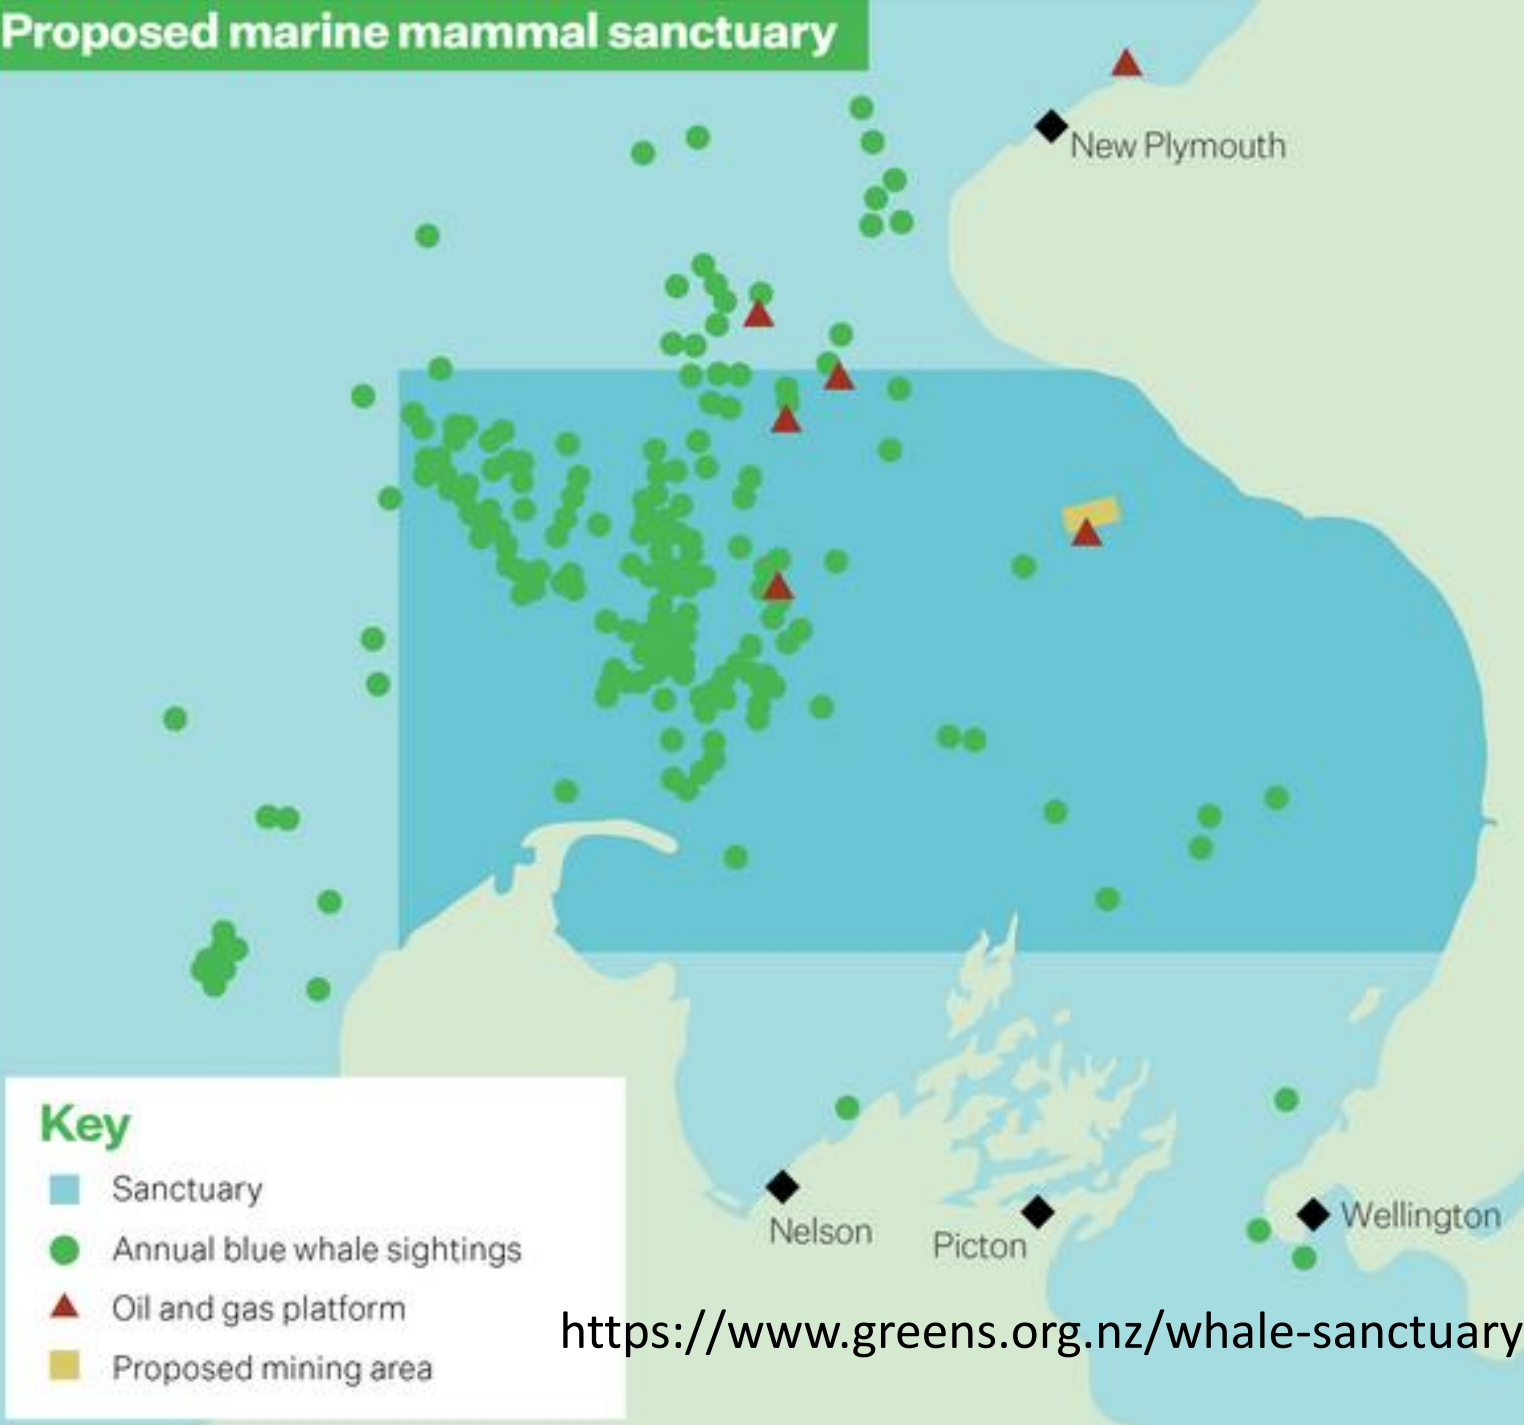 Proposed marine mammal sanctuary
New Plymouth
Key
Sanctuary
Annual blue whale sightings
Oil and gas platform
Proposed mining area
Nelson
Picton
Wellington
https://www.greens.org.nz/whale-sanctuary